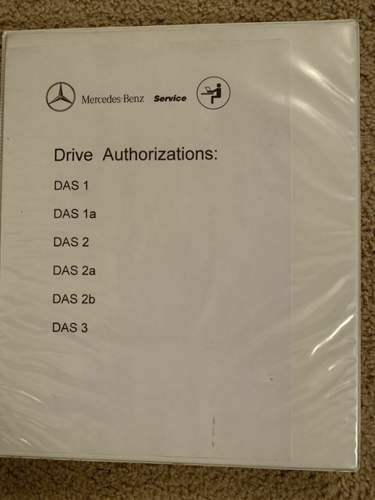 Mercedes-Benz Service
Drive Authorizations:
DAS 1
DAS 1a
DAS 2
DAS 2a
DAS 2b
DAS 3